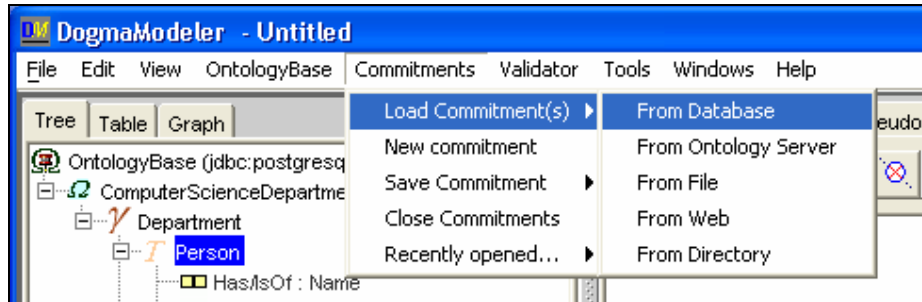 DM DogmaModeler - Untitled
File Edit View OntologyBase Commitments Validator Tools Windows Help
Tree Table Graph
Load Commitment(s) From Database
New commitment From Ontology Server
Save Commitment From File
Close Commitments From Web
Recently opened... From Directory
eudo
OntologyBase (jdbc:postgresq
Ω ComputerScienceDepartme
γ Department
T Person
Has/IsOf : Name